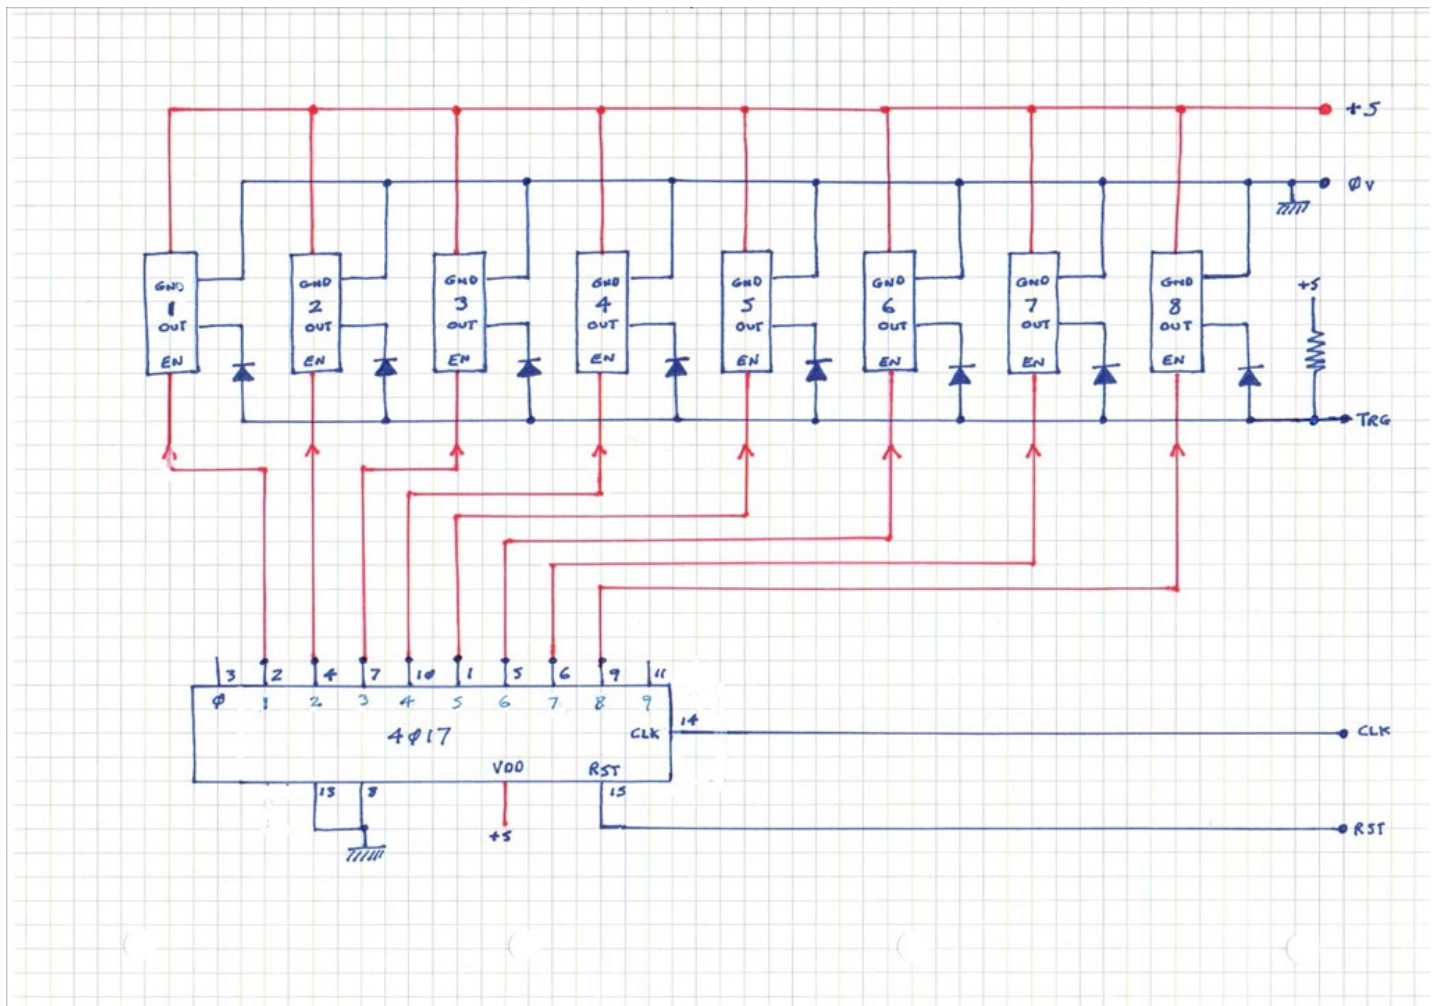 +5
ØV
GND 1 OUT EN
GND 2 OUT EN
GND 3 OUT EN
GND 4 OUT EN
GND 5 OUT EN
GND 6 OUT EN
GND 7 OUT EN
GND 8 OUT EN
+5
TRG
3 2 4 7 1Ø 1 5 6 9 11
Ø 1 2 3 4 5 6 7 8 9
4Ø17
CLK 14 CLK
VDD RST
13 8 15
+5
RST